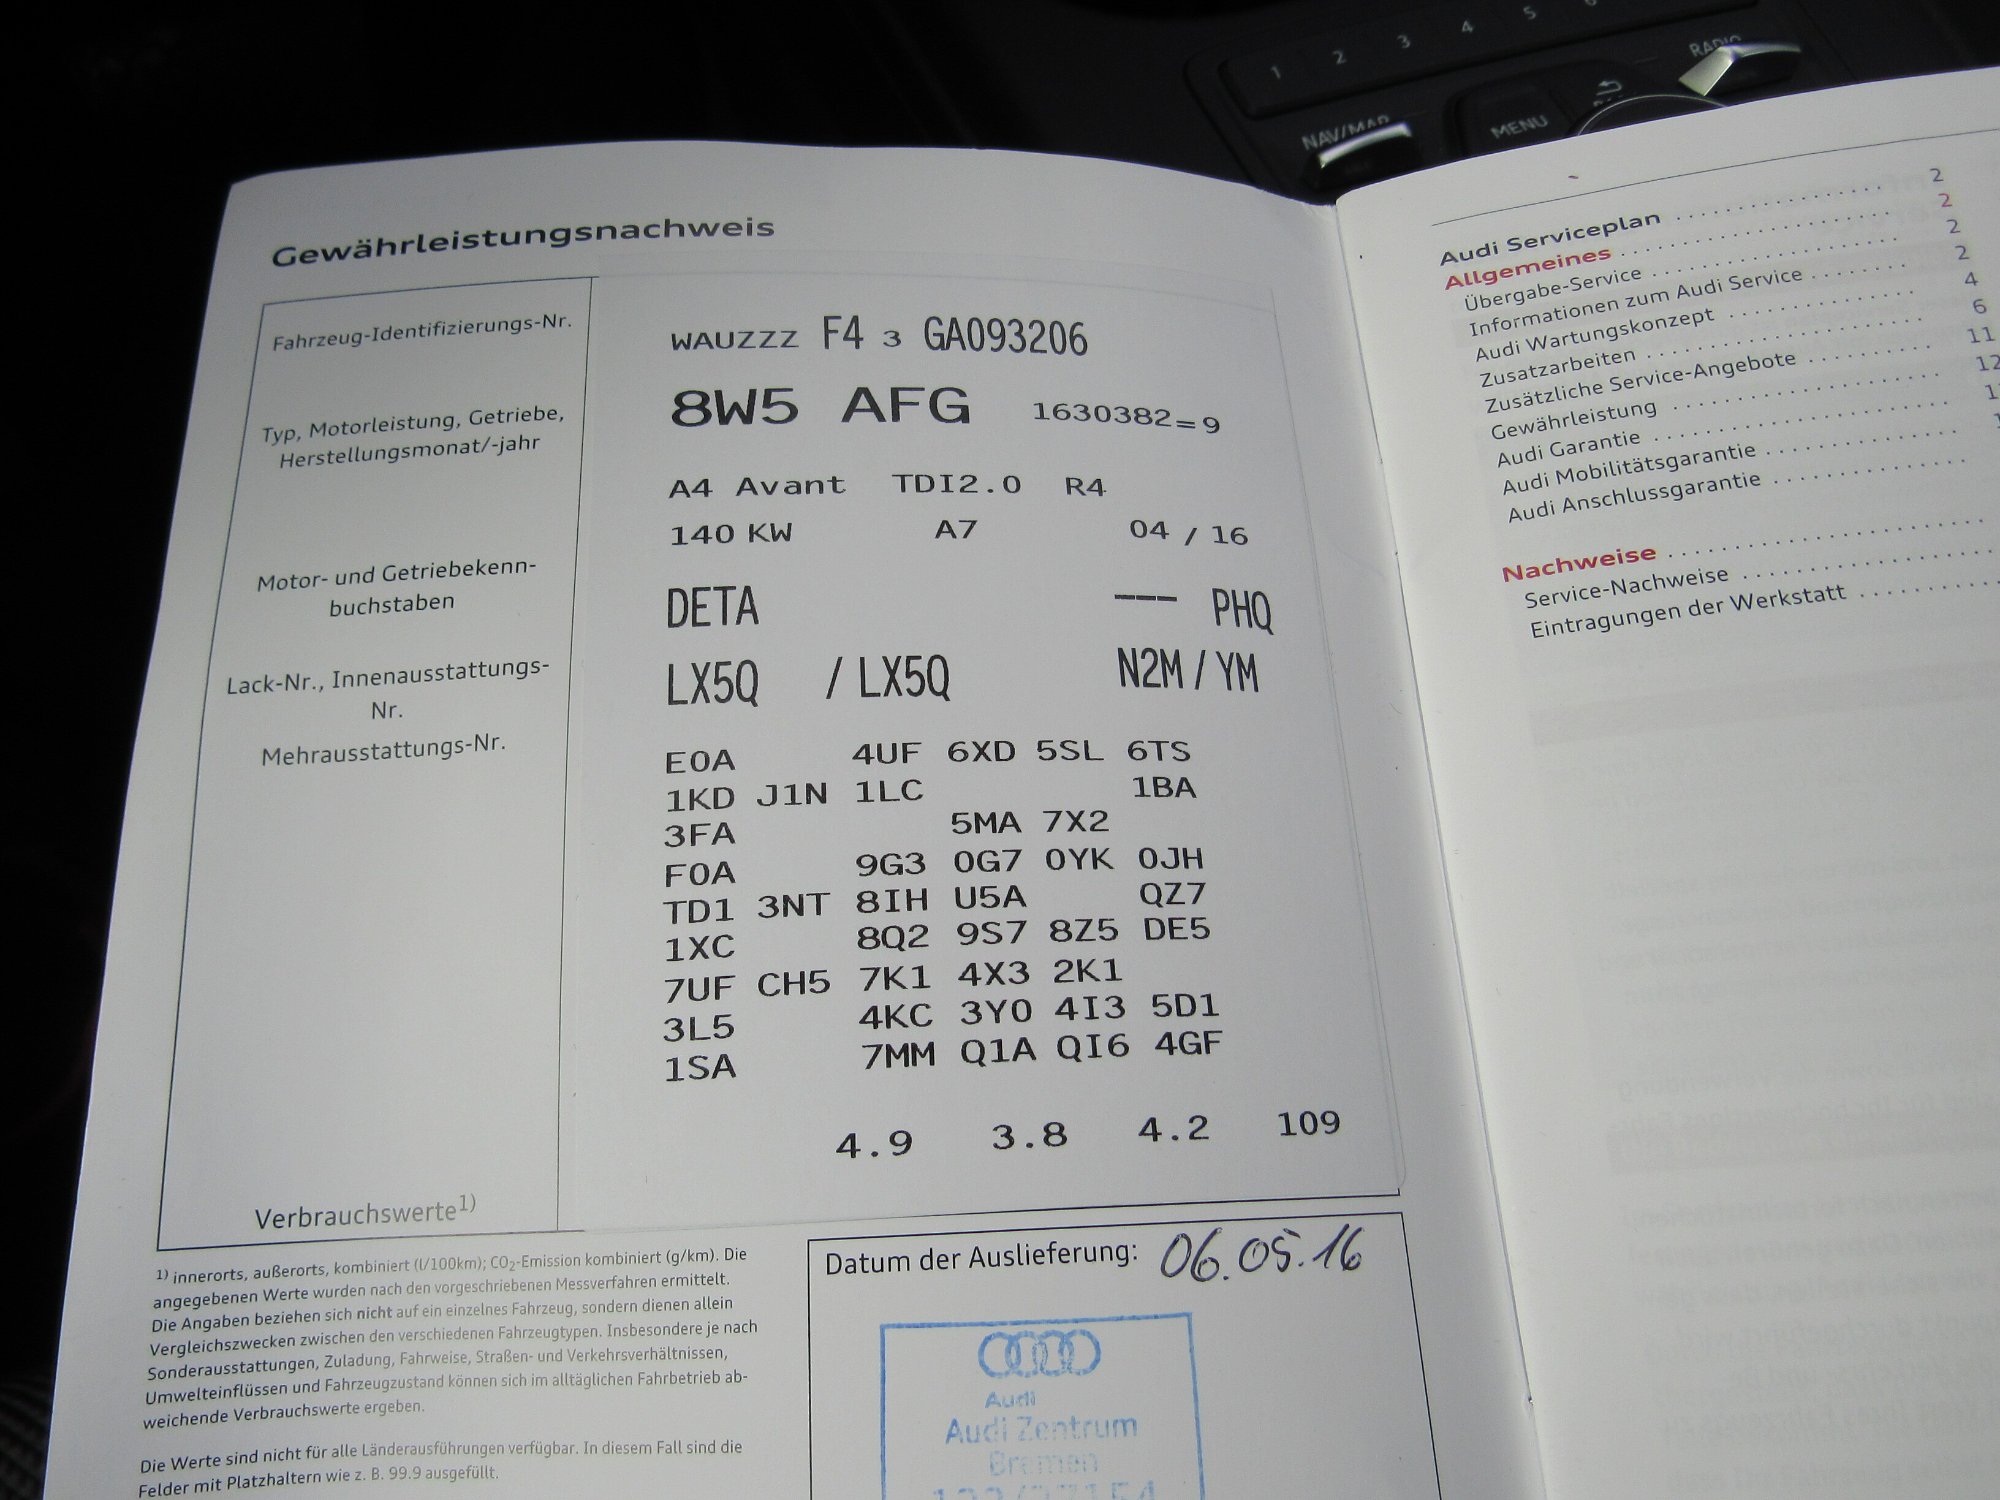 1 2 3 4 5
RADIO
NAV/MAP
MENU
Gewährleistungsnachweis
Fahrzeug-Identifizierungs-Nr.
WAUZZZ F4 3 GA093206
Typ, Motorleistung, Getriebe,
Herstellungsmonat/-jahr
8W5 AFG 1630382=9
A4 Avant TDI2.0 R4
140 KW A7 04 / 16
Motor- und Getriebekenn-
buchstaben
DETA --- PHQ
Lack-Nr., Innenausstattungs-
Nr.
LX5Q / LX5Q N2M / YM
Mehrausstattungs-Nr.
E0A 4UF 6XD 5SL 6TS
1KD J1N 1LC 1BA
3FA 5MA 7X2
F0A 9G3 0G7 0YK 0JH
TD1 3NT 8IH U5A QZ7
1XC 8Q2 9S7 8Z5 DE5
7UF CH5 7K1 4X3 2K1
3L5 4KC 3Y0 4I3 5D1
1SA 7MM Q1A QI6 4GF
Verbrauchswerte1)
4.9 3.8 4.2 109
1) innerorts, außerorts, kombiniert (l/100km); CO2-Emission kombiniert (g/km). Die
angegebenen Werte wurden nach den vorgeschriebenen Messverfahren ermittelt.
Die Angaben beziehen sich nicht auf ein einzelnes Fahrzeug, sondern dienen allein
Vergleichszwecken zwischen den verschiedenen Fahrzeugtypen. Insbesondere je nach
Sonderausstattungen, Zuladung, Fahrweise, Straßen- und Verkehrsverhältnissen,
Umwelteinflüssen und Fahrzeugzustand können sich im alltäglichen Fahrbetrieb ab-
weichende Verbrauchswerte ergeben.
Die Werte sind nicht für alle Länderausführungen verfügbar. In diesem Fall sind die
Felder mit Platzhaltern wie z. B. 99.9 ausgefüllt.
Datum der Auslieferung: 06.05.16
Audi
Audi Zentrum
Bremen
Audi Serviceplan . . . . . . . . . . . . . . . 2
Allgemeines . . . . . . . . . . . . . . . 2
Übergabe-Service . . . . . . . . . . . . . . . 2
Informationen zum Audi Service . . . . . . . . 2
Audi Wartungskonzept . . . . . . . . . . . . . 4
Zusatzarbeiten . . . . . . . . . . . . . . . 6
Zusätzliche Service-Angebote . . . . . . . . . 11
Gewährleistung . . . . . . . . . . . . . . . 12
Audi Garantie . . . . . . . . . . . . . . .
Audi Mobilitätsgarantie . . . . . . . . . . .
Audi Anschlussgarantie . . . . . . . . . . .
Nachweise . . . . . . . . . . . . . . .
Service-Nachweise . . . . . . . . . . . . . . .
Eintragungen der Werkstatt . . . . . . . . .